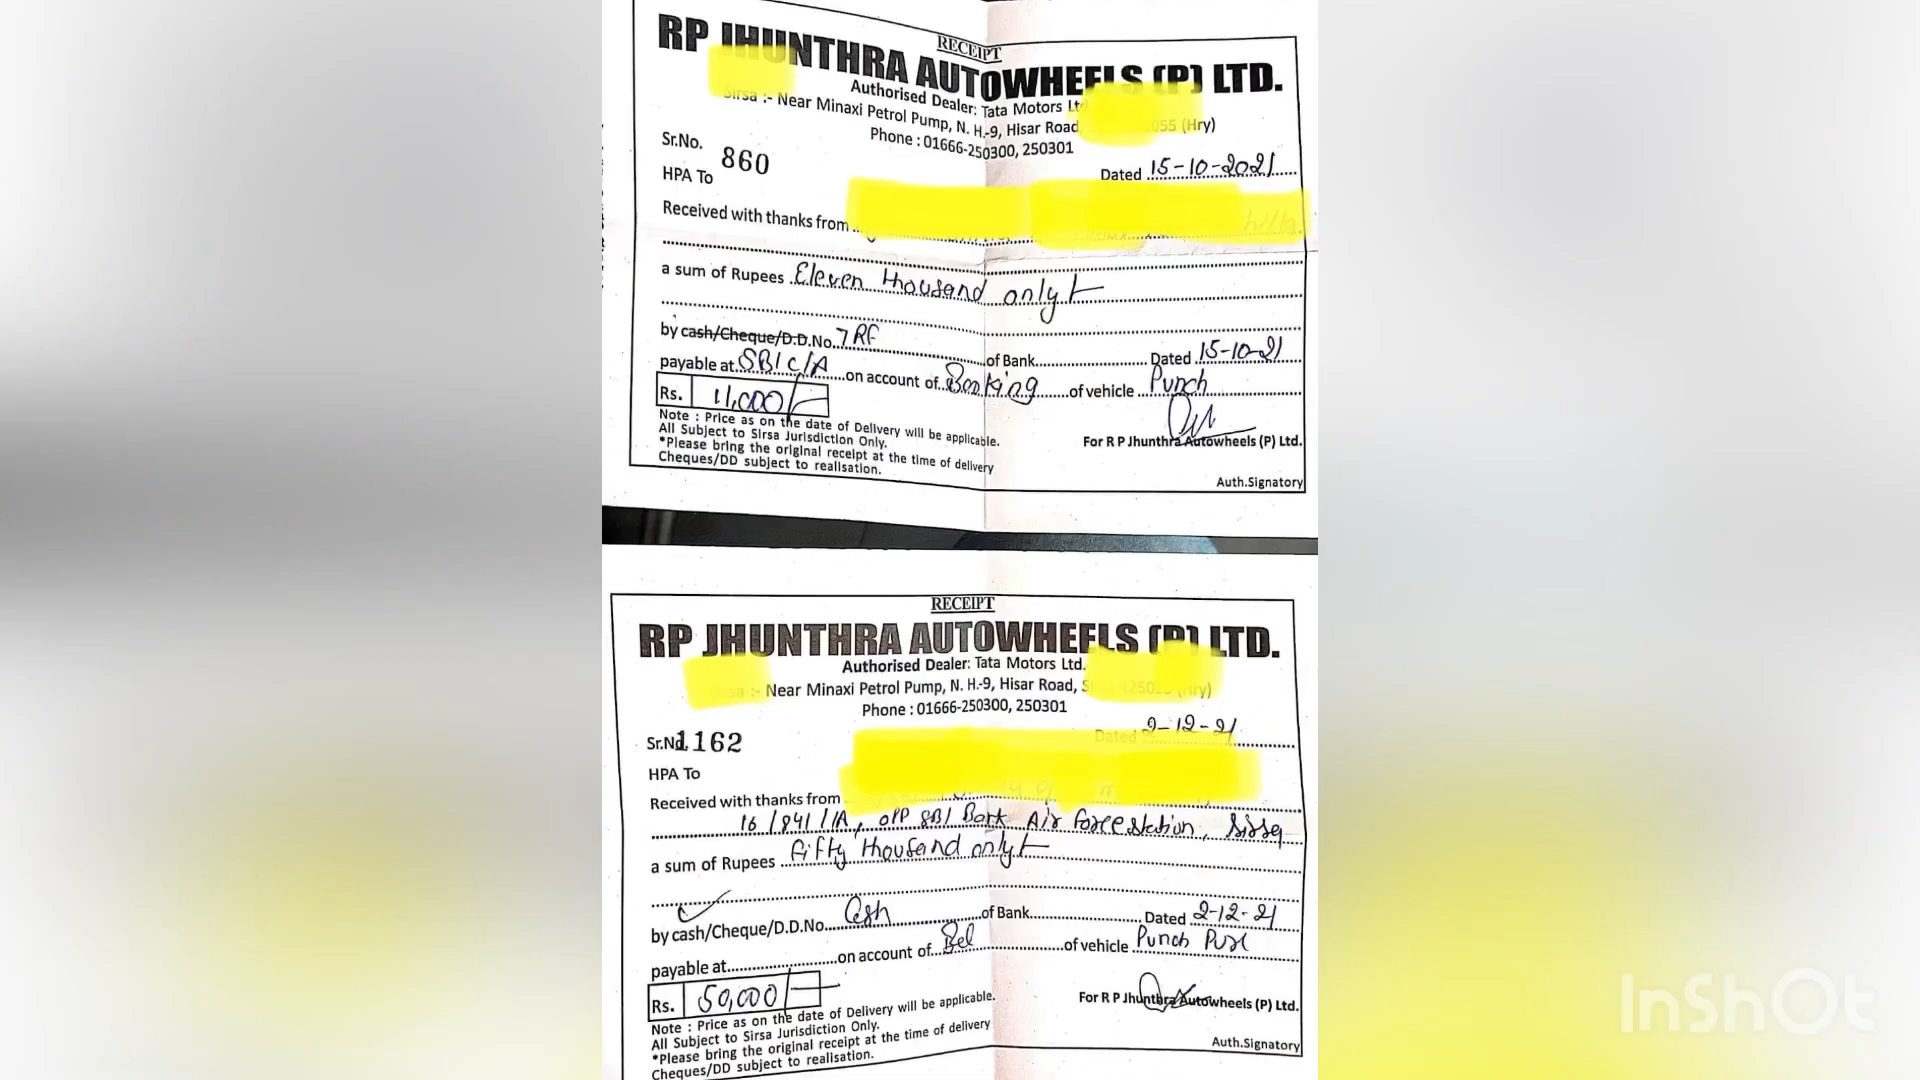 RECEIPT
RP JHUNTHRA AUTOWHEELS (P) LTD.
Authorised Dealer: Tata Motors Lt
Sirsa :- Near Minaxi Petrol Pump, N. H.-9, Hisar Road, 055 (Hry)
Phone : 01666-250300, 250301
Sr.No. 860
Dated 15-10-2021
HPA To
Received with thanks from
a sum of Rupees Eleven thousand only
by cash/Cheque/D.D.No. TRF of Bank Dated 15-10-21
payable at SBI C/A on account of Booking of vehicle Punch
Rs. 11,000/-
Note : Price as on the date of Delivery will be applicable.
All Subject to Sirsa Jurisdiction Only.
*Please bring the original receipt at the time of delivery
Cheques/DD subject to realisation.
For R P Jhunthra Autowheels (P) Ltd.
Auth.Signatory
RECEIPT
RP JHUNTHRA AUTOWHEELS (P) LTD.
Authorised Dealer: Tata Motors Ltd.
Sirsa :- Near Minaxi Petrol Pump, N. H.-9, Hisar Road, (Hry)
Phone : 01666-250300, 250301
Sr.No. 1162
Dated 2-12-21
HPA To
Received with thanks from
16/841/1A, opp SBI Bank Air Force Station, Sirsa
a sum of Rupees Fifty thousand only
by cash/Cheque/D.D.No. Cash of Bank Dated 2-12-21
payable at on account of Bel of vehicle Punch
Rs. 50,000/-
Note : Price as on the date of Delivery will be applicable.
All Subject to Sirsa Jurisdiction Only.
*Please bring the original receipt at the time of delivery
Cheques/DD subject to realisation.
For R P Jhunthra Autowheels (P) Ltd.
Auth.Signatory
InShOt